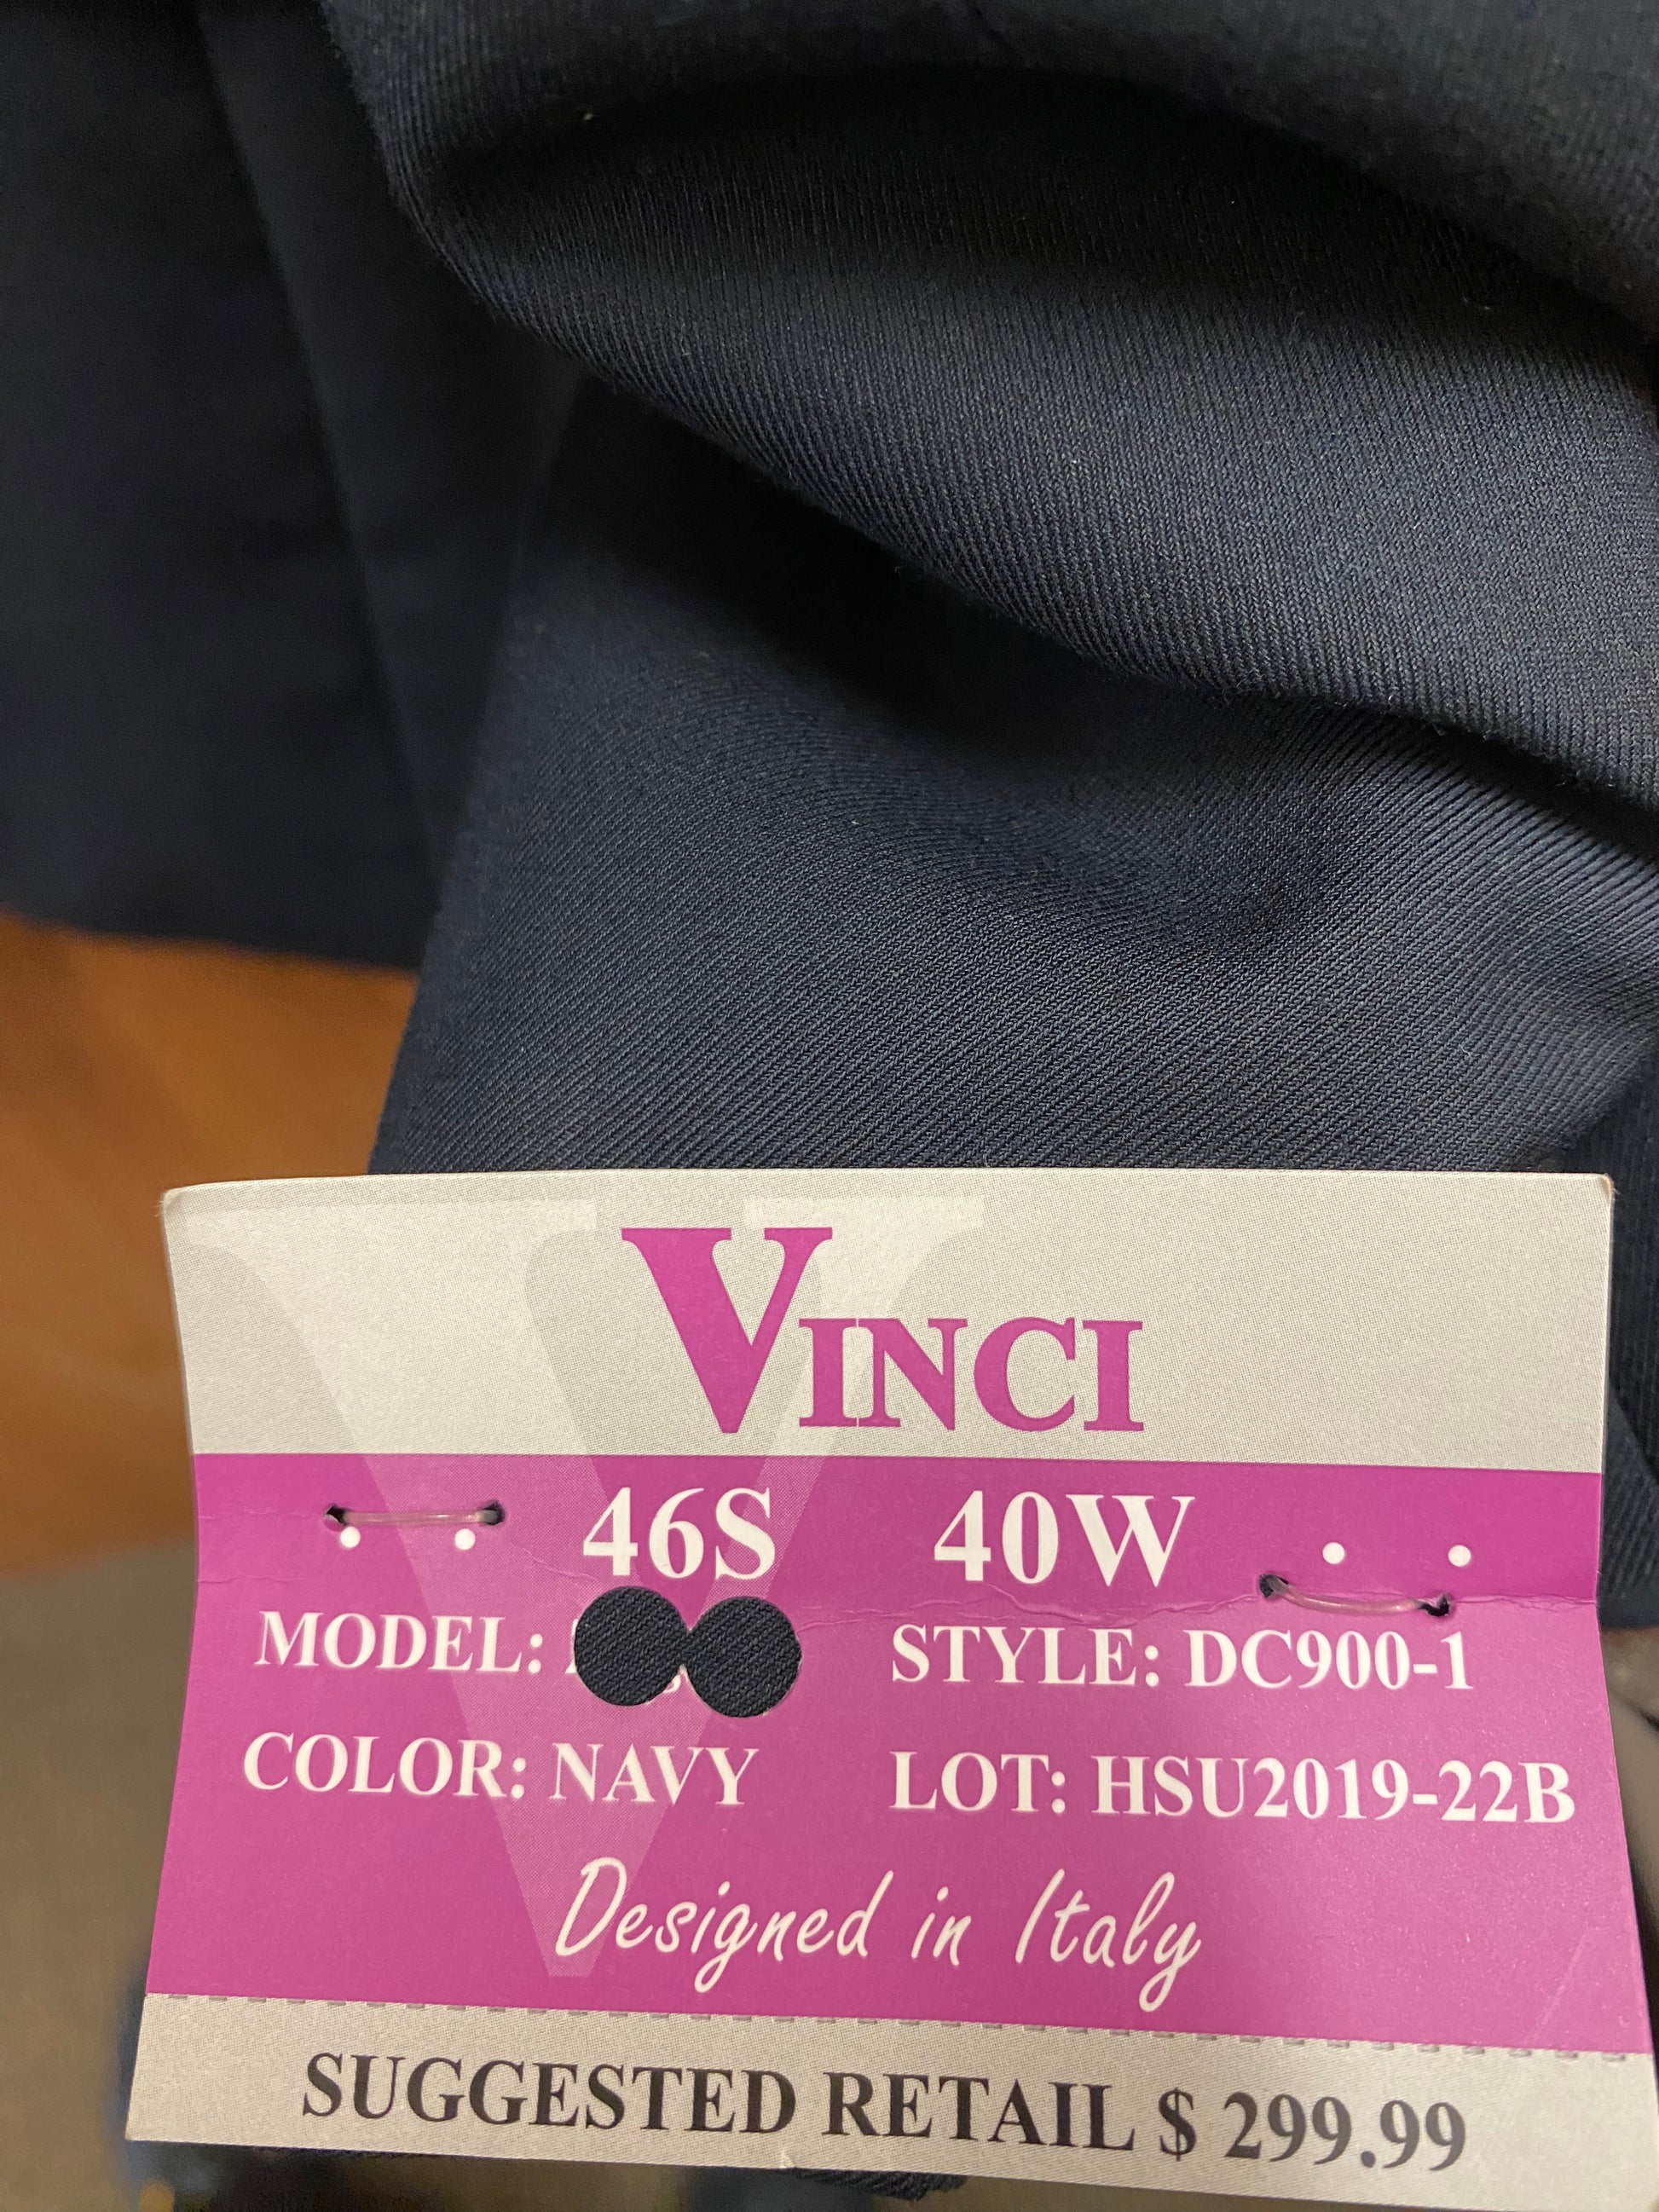 VINCI
46S 40W
MODEL: STYLE: DC900-1
COLOR: NAVY LOT: HSU2019-22B
Designed in Italy
SUGGESTED RETAIL $ 299.99